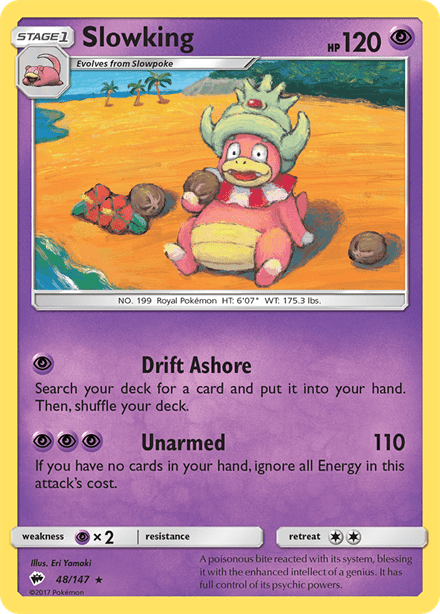 STAGE1 Slowking HP120
Evolves from Slowpoke
NO. 199 Royal Pokémon HT: 6'07" WT: 175.3 lbs.
Drift Ashore
Search your deck for a card and put it into your hand.
Then, shuffle your deck.
Unarmed 110
If you have no cards in your hand, ignore all Energy in this
attack's cost.
weakness ×2 resistance retreat
Illus. Eri Yamaki
48/147 ★
©2017 Pokémon
A poisonous bite reacted with its system, blessing
it with the enhanced intellect of a genius. It has
full control of its psychic powers.